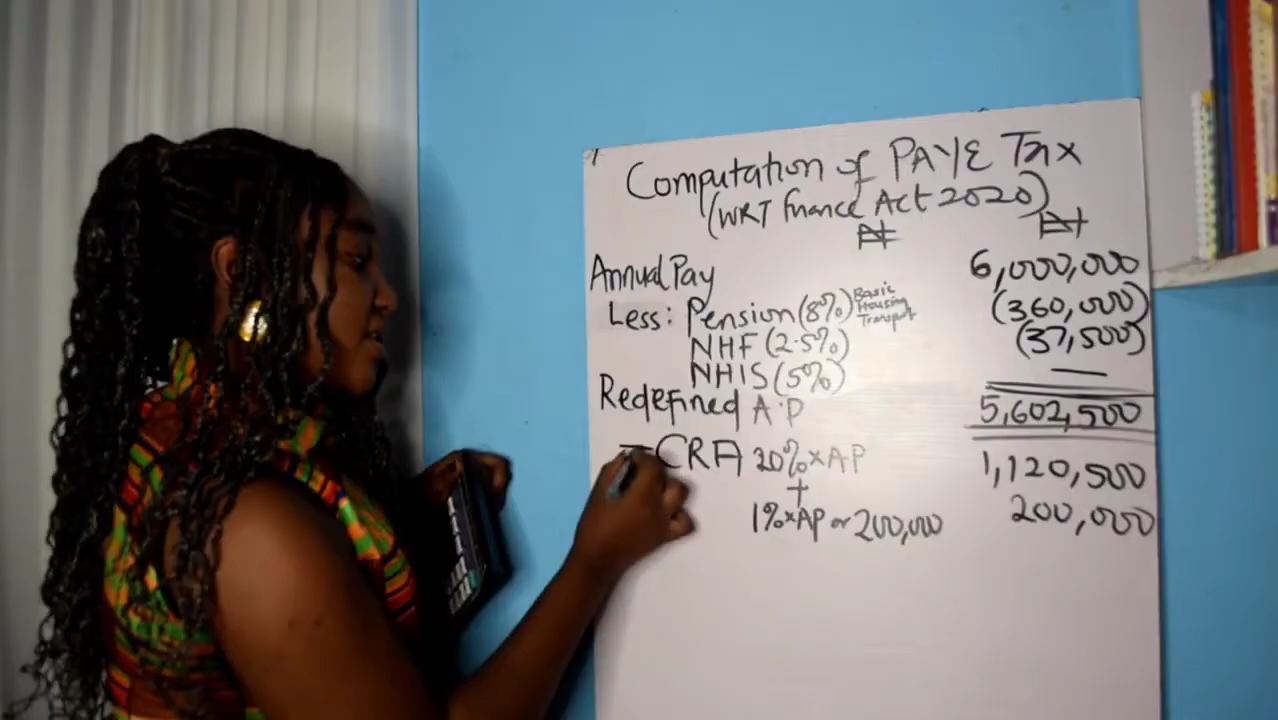 Computation of PAYE Tax
(WRT finance Act 2020)
₦ ₦
Annual Pay 6,000,000
Less: Pension (8%) Basic Housing Transport (360,000)
NHF (2.5%) (37,500)
NHIS (5%) —
Redefined A.P 5,602,500
CRA 20% × AP 1,120,500
+
1% × AP or 200,000 200,000